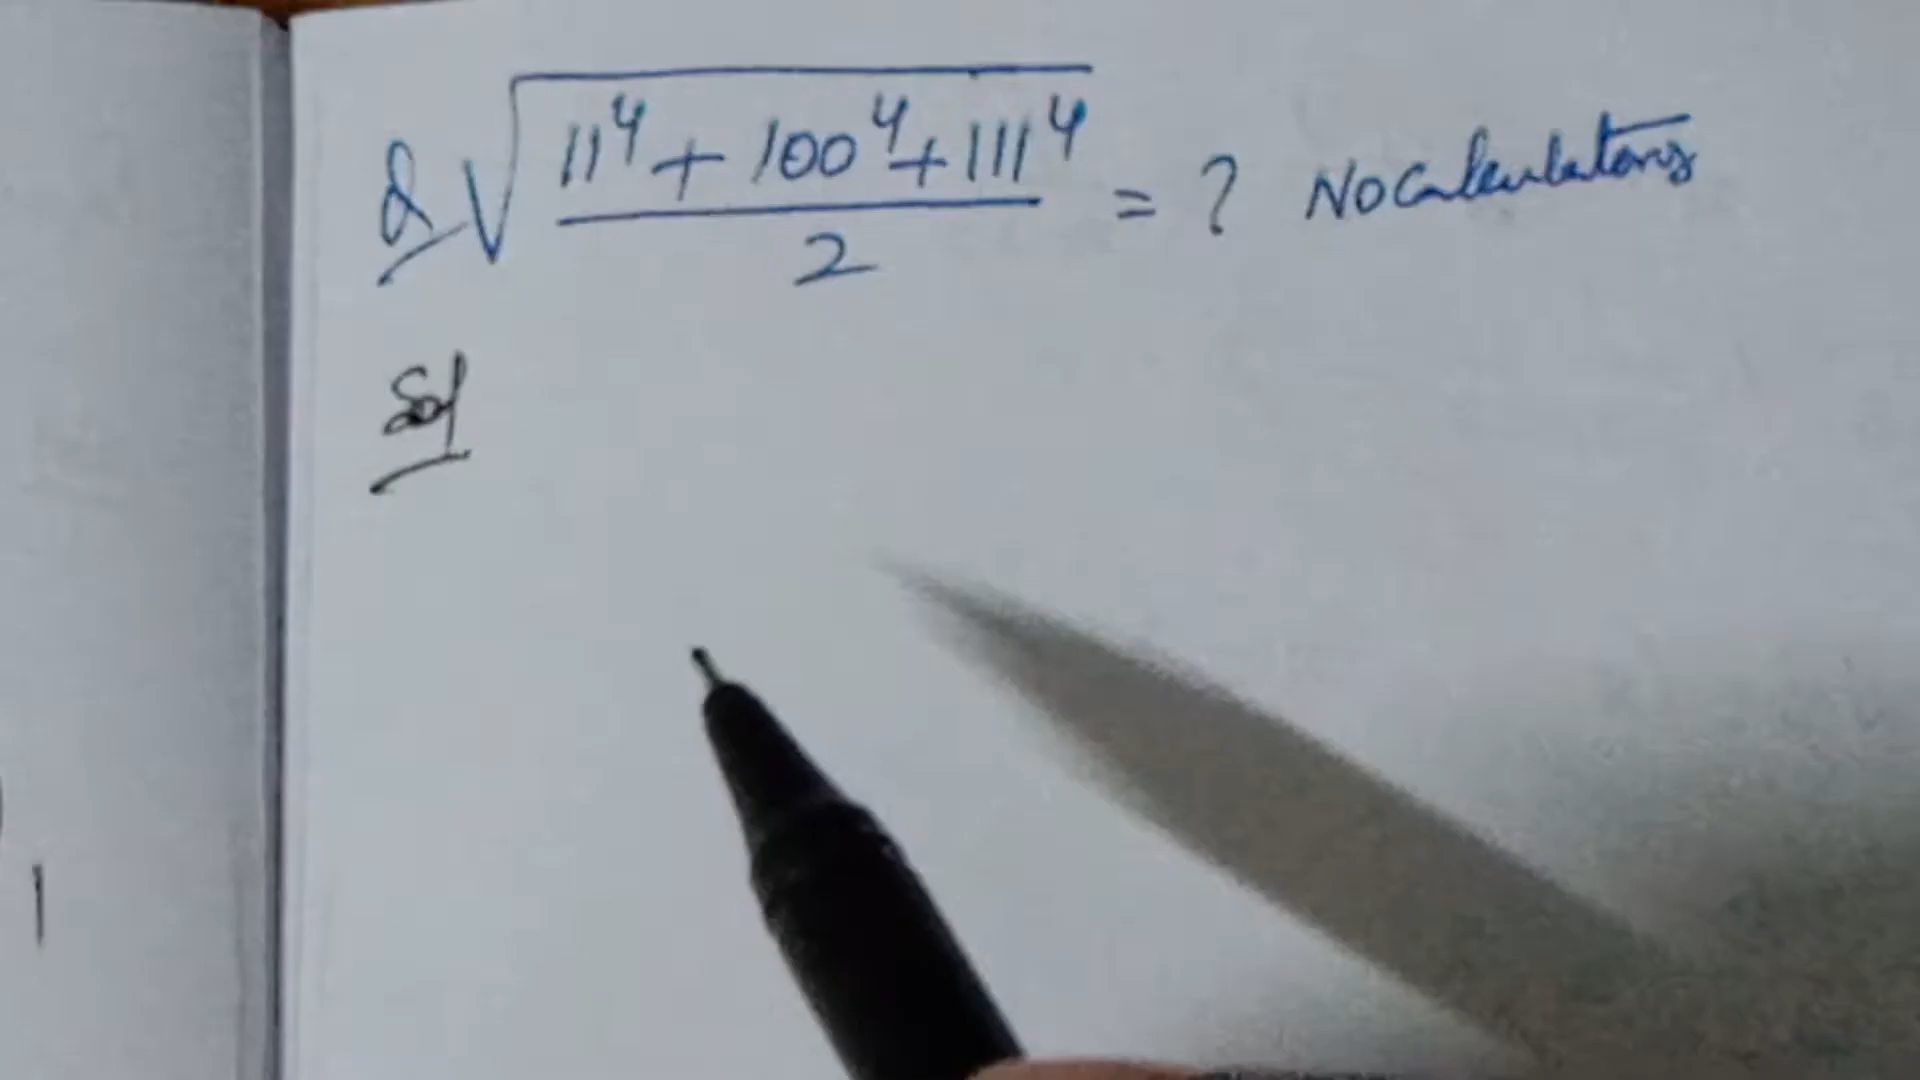 Q √((11⁴ + 100⁴ + 111⁴)/2) = ? No Calculators
Sol